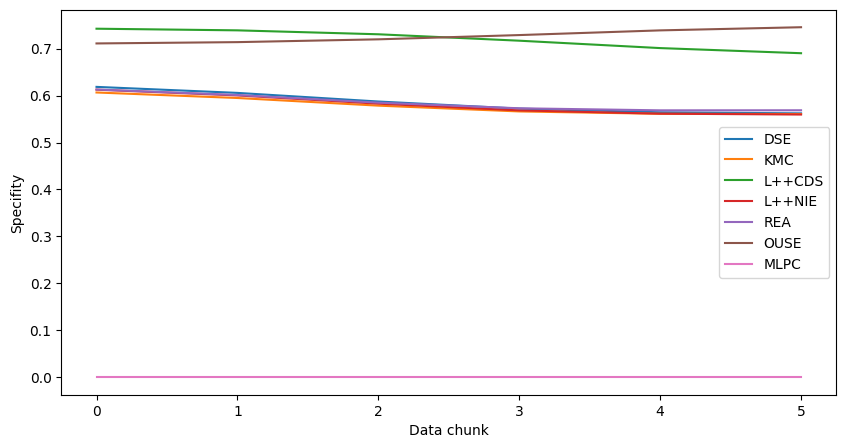 0.7
0.6
0.5
0.4
0.3
0.2
0.1
0.0
Specifity
DSE
KMC
L++CDS
L++NIE
REA
OUSE
MLPC
0 1 2 3 4 5
Data chunk